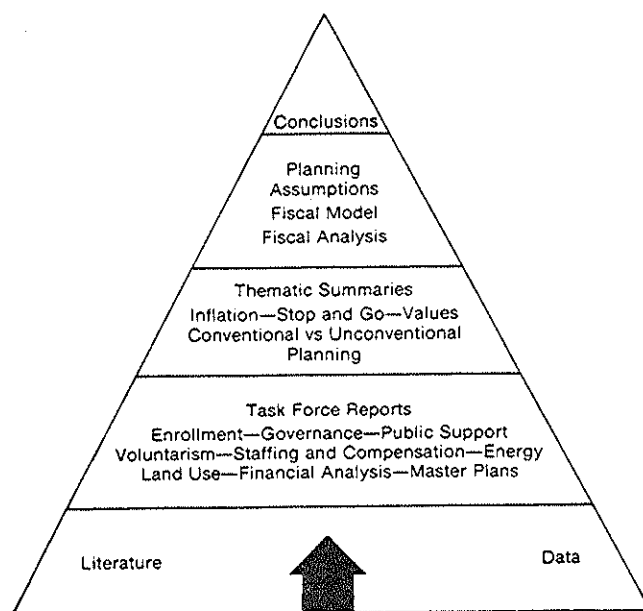 Conclusions
Planning
Assumptions
Fiscal Model
Fiscal Analysis
Thematic Summaries
Inflation—Stop and Go—Values
Conventional vs Unconventional
Planning
Task Force Reports
Enrollment—Governance—Public Support
Voluntarism—Staffing and Compensation—Energy
Land Use—Financial Analysis—Master Plans
Literature Data